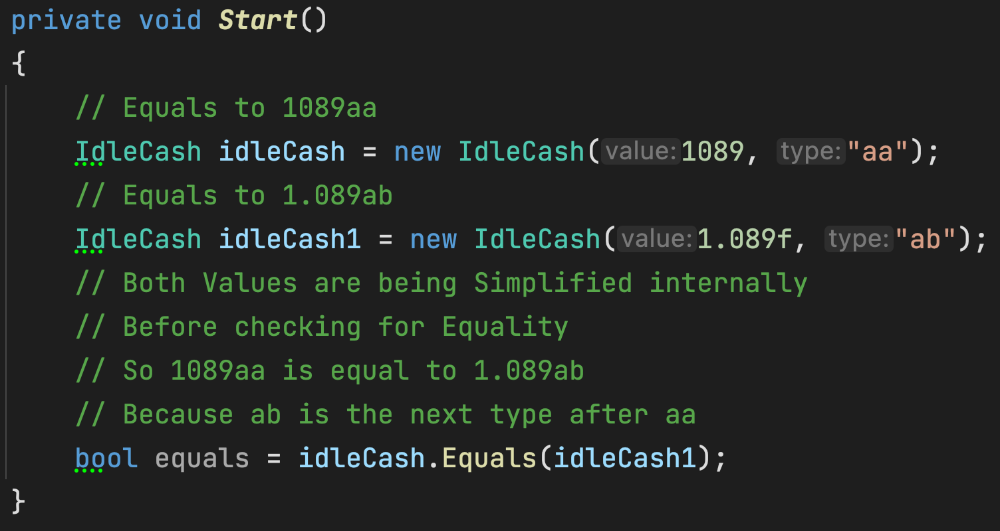 private void Start()
{
// Equals to 1089aa
IdleCash idleCash = new IdleCash(value:1089, type:"aa");
// Equals to 1.089ab
IdleCash idleCash1 = new IdleCash(value:1.089f, type:"ab");
// Both Values are being Simplified internally
// Before checking for Equality
// So 1089aa is equal to 1.089ab
// Because ab is the next type after aa
bool equals = idleCash.Equals(idleCash1);
}